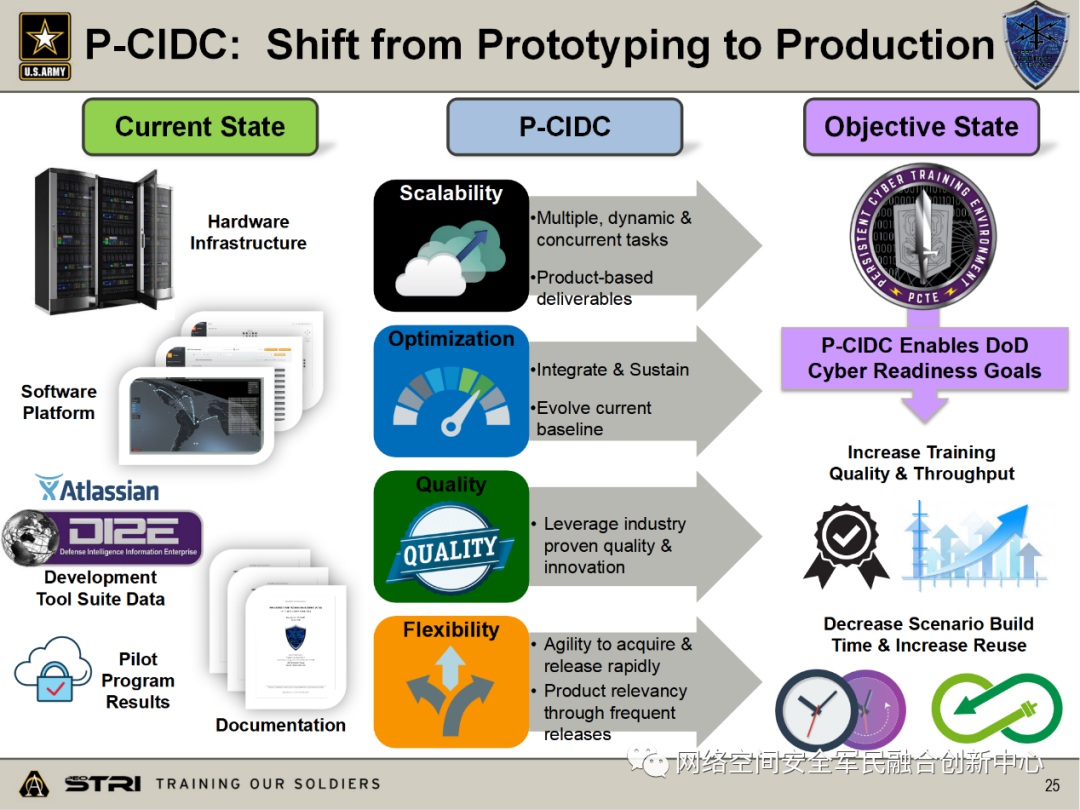 U.S.ARMY
P-CIDC: Shift from Prototyping to Production
Current State
Hardware
Infrastructure
Software
Platform
Atlassian
DI2E
Defense Intelligence Information Enterprise
Development
Tool Suite Data
Pilot
Program
Results
Documentation
P-CIDC
Scalability
•Multiple, dynamic &
concurrent tasks
•Product-based
deliverables
Optimization
•Integrate & Sustain
•Evolve current
baseline
Quality
QUALITY
• Leverage industry
proven quality &
innovation
Flexibility
• Agility to acquire &
release rapidly
• Product relevancy
through frequent
releases
Objective State
PERSISTENT CYBER TRAINING ENVIRONMENT
PCTE
P-CIDC Enables DoD
Cyber Readiness Goals
Increase Training
Quality & Throughput
Decrease Scenario Build
Time & Increase Reuse
网络空间安全军民融合创新中心
PEO
STRI
TRAINING OUR SOLDIERS
25